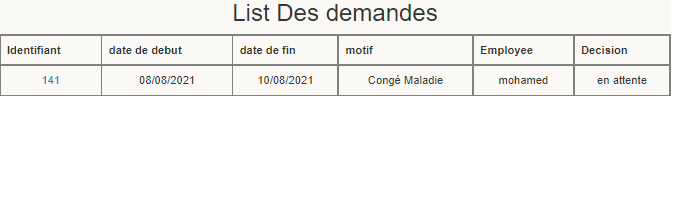 List Des demandes
Identifiant date de debut date de fin motif Employee Decision
141 08/08/2021 10/08/2021 Congé Maladie mohamed en attente